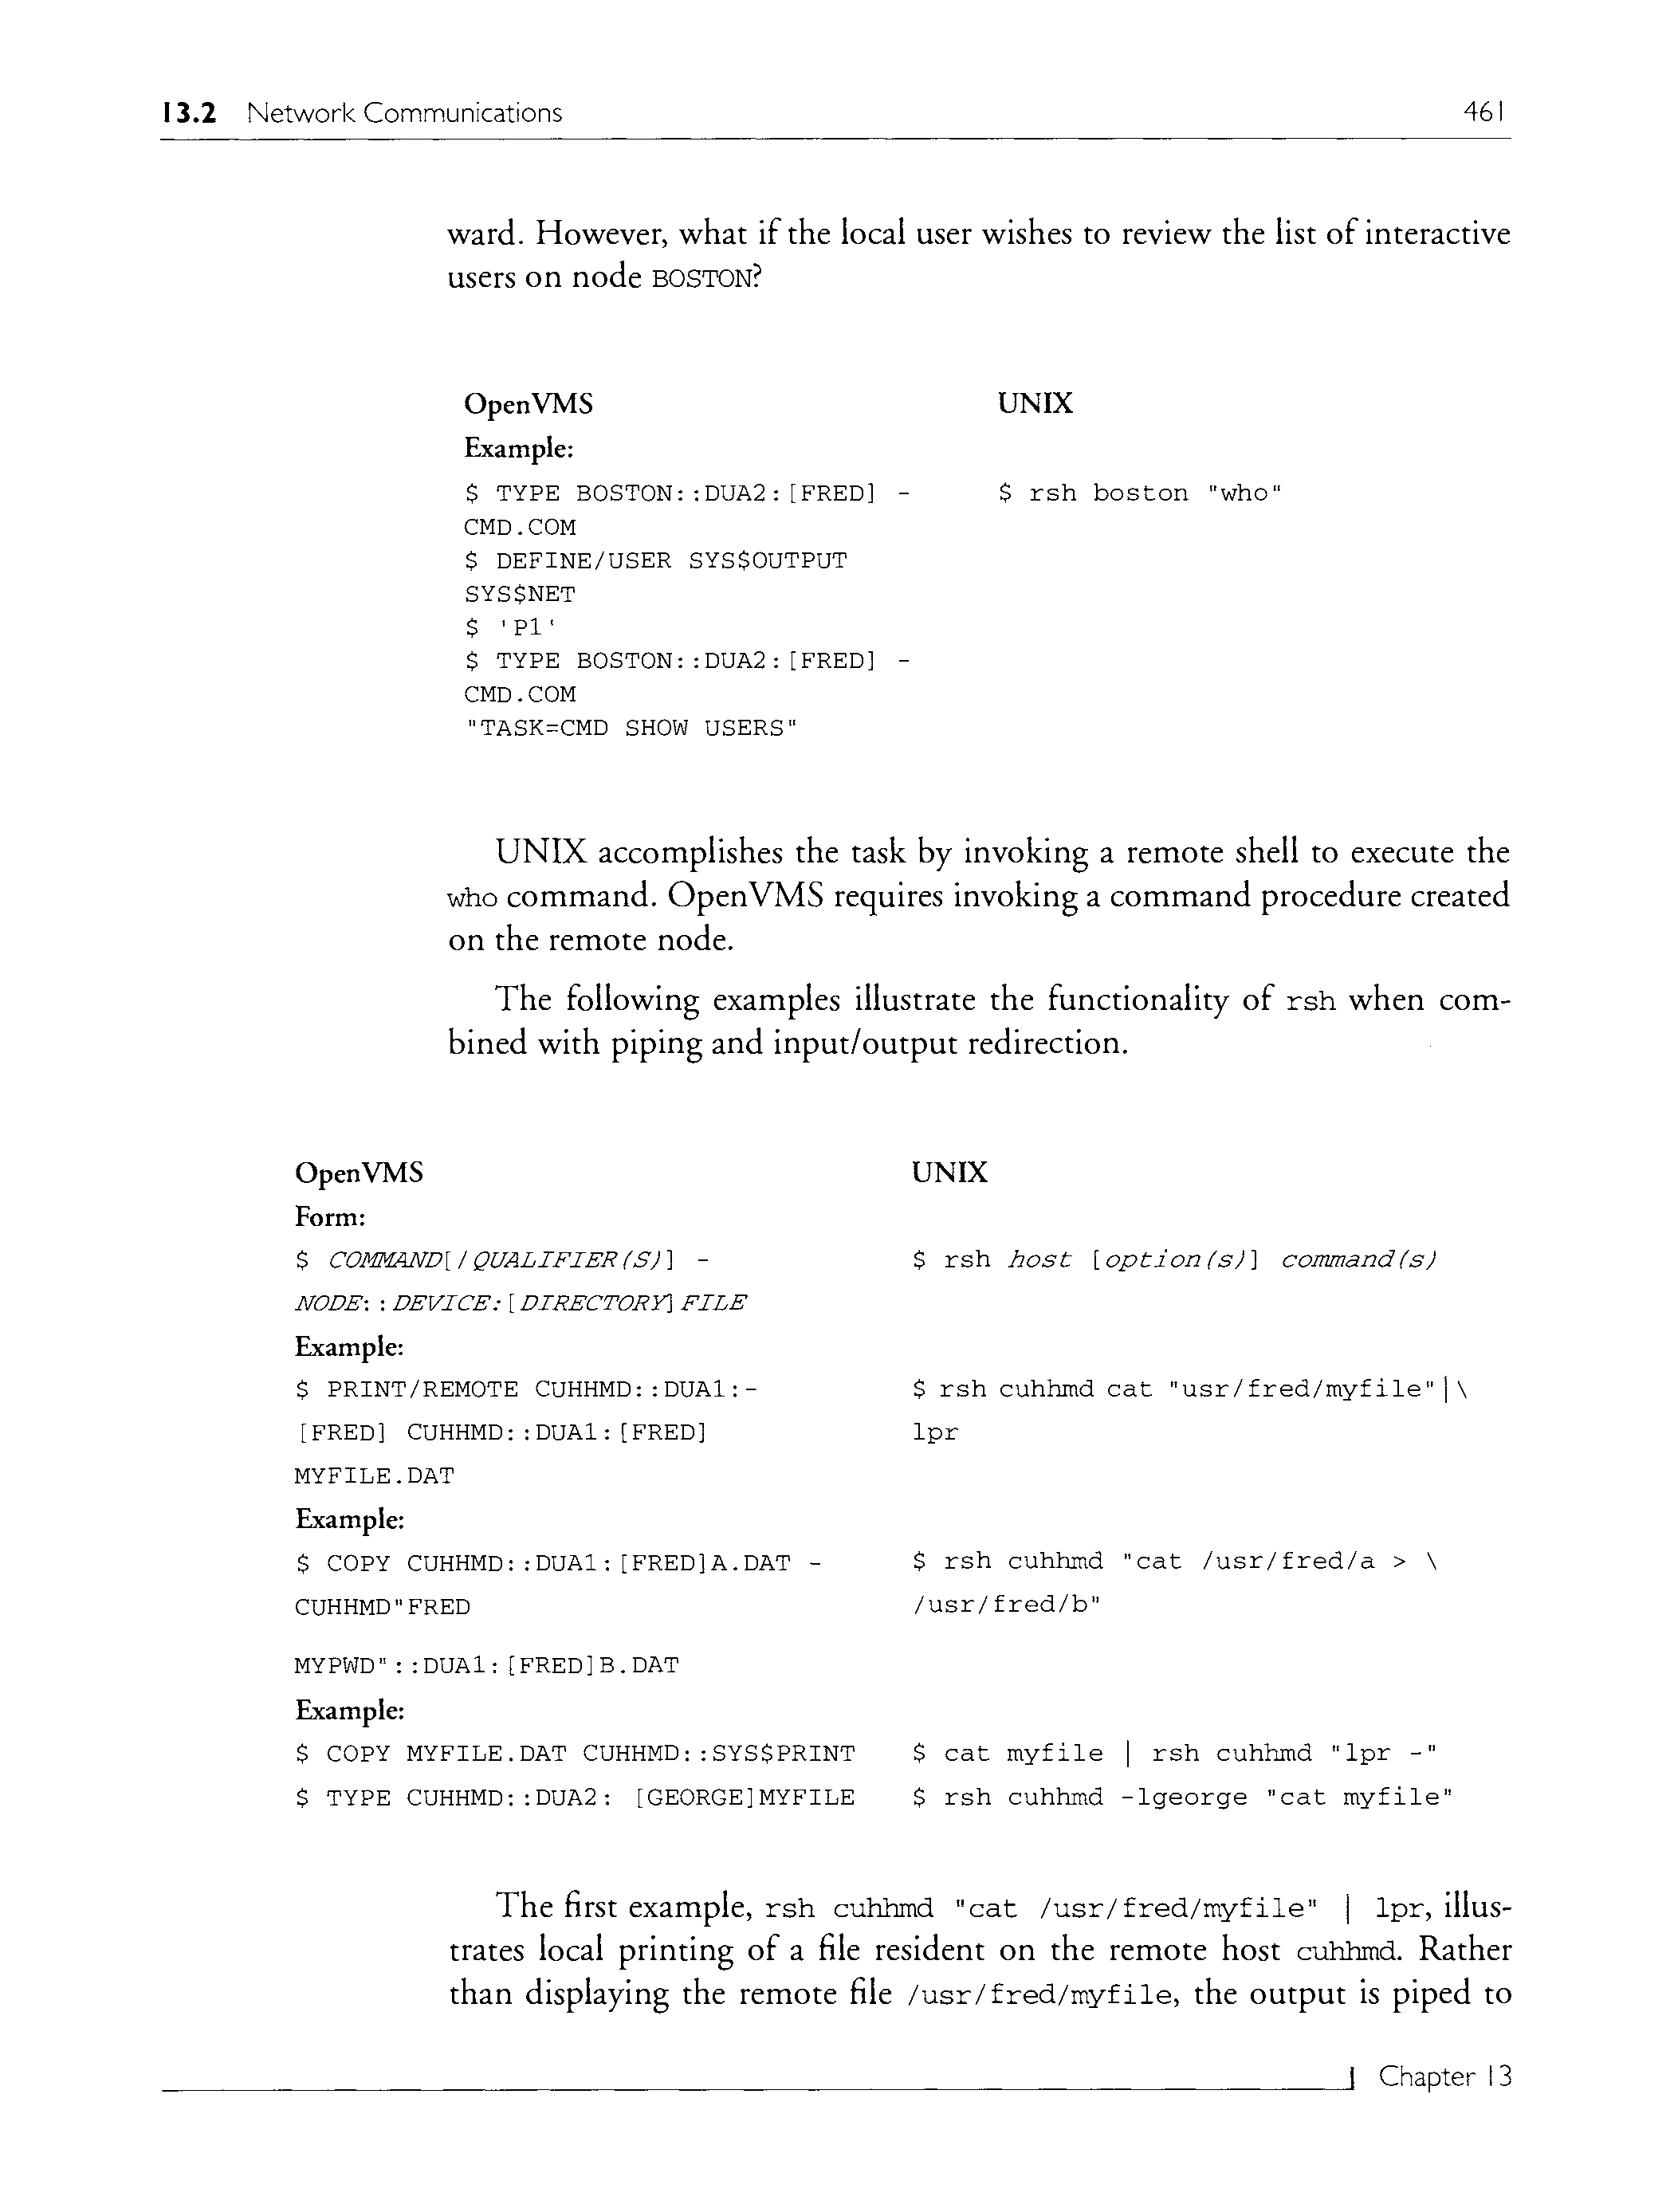 13.2 Network Communications 461
ward. However, what if the local user wishes to review the list of interactive
users on node BOSTON?
OpenVMS UNIX
Example:
$ TYPE BOSTON::DUA2:[FRED] - $ rsh boston "who"
CMD.COM
$ DEFINE/USER SYS$OUTPUT
SYS$NET
$ 'P1'
$ TYPE BOSTON::DUA2:[FRED] -
CMD.COM
"TASK=CMD SHOW USERS"
UNIX accomplishes the task by invoking a remote shell to execute the
who command. OpenVMS requires invoking a command procedure created
on the remote node.
The following examples illustrate the functionality of rsh when com-
bined with piping and input/output redirection.
OpenVMS UNIX
Form:
$ COMMAND[/QUALIFIER(S)] - $ rsh host [option(s)] command(s)
NODE::DEVICE:[DIRECTORY]FILE
Example:
$ PRINT/REMOTE CUHHMD::DUA1:- $ rsh cuhhmd cat "usr/fred/myfile"|\
[FRED] CUHHMD::DUA1:[FRED] lpr
MYFILE.DAT
Example:
$ COPY CUHHMD::DUA1:[FRED]A.DAT - $ rsh cuhhmd "cat /usr/fred/a > \
CUHHMD"FRED /usr/fred/b"
MYPWD"::DUA1:[FRED]B.DAT
Example:
$ COPY MYFILE.DAT CUHHMD::SYS$PRINT $ cat myfile | rsh cuhhmd "lpr -"
$ TYPE CUHHMD::DUA2: [GEORGE]MYFILE $ rsh cuhhmd -lgeorge "cat myfile"
The first example, rsh cuhhmd "cat /usr/fred/myfile" | lpr, illus-
trates local printing of a file resident on the remote host cuhhmd. Rather
than displaying the remote file /usr/fred/myfile, the output is piped to
Chapter 13